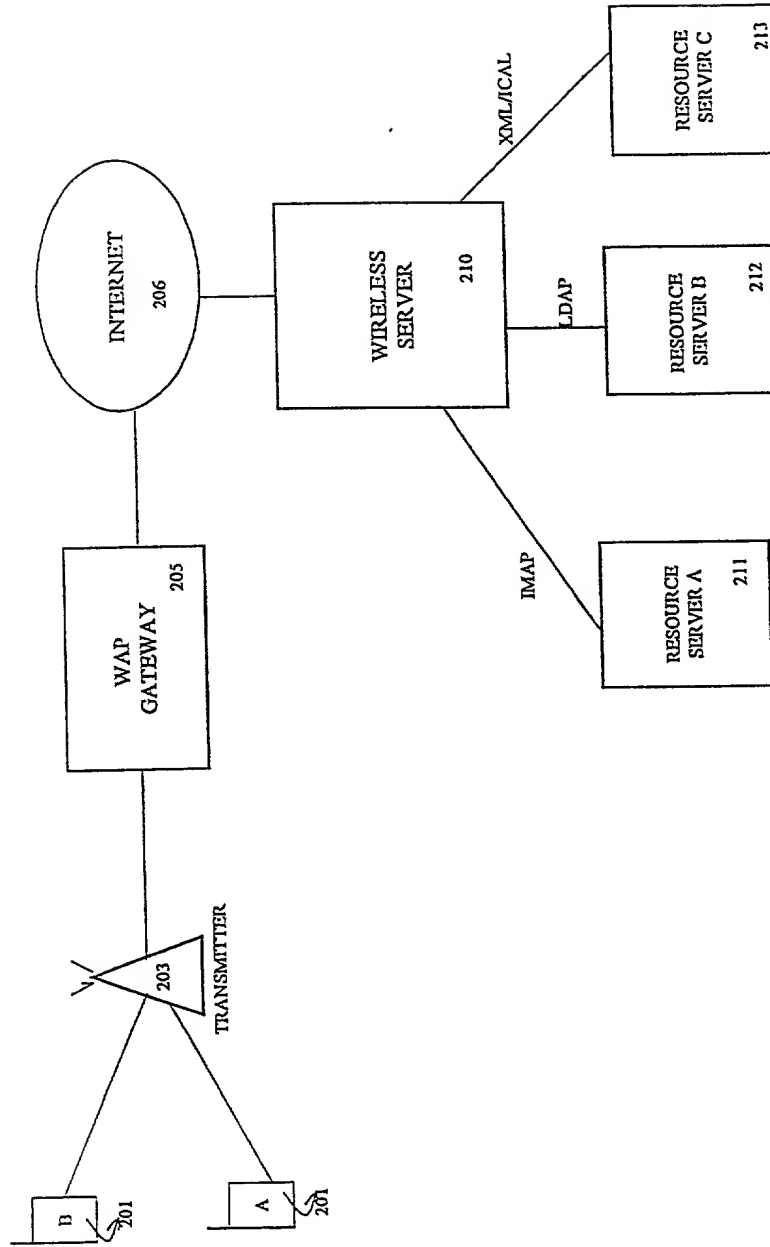 B
201
A
201
203
TRANSMITTER
WAP
GATEWAY
205
INTERNET
206
WIRELESS
SERVER
210
IMAP
LDAP
XML/ICAL
RESOURCE
SERVER A
211
RESOURCE
SERVER B
212
RESOURCE
SERVER C
213